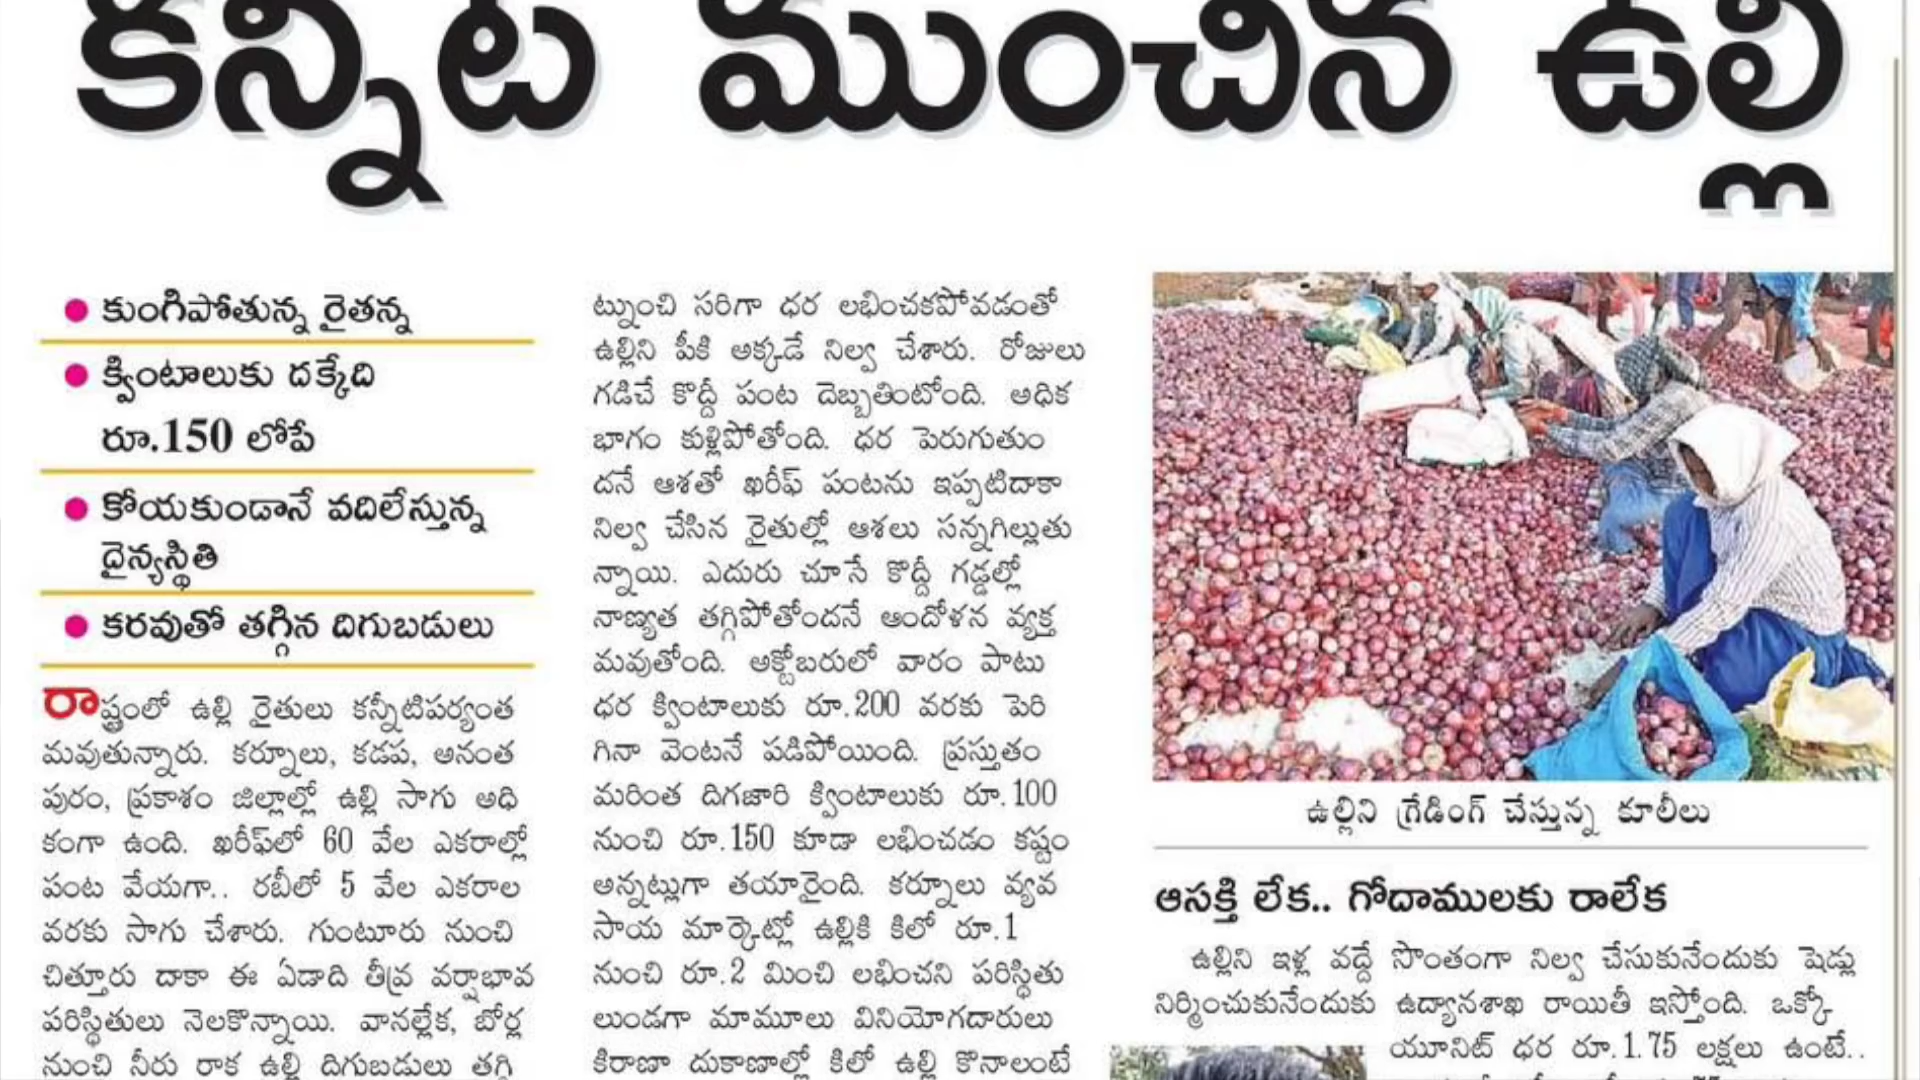 కన్నీట ముంచిన ఉల్లి
● కుంగిపోతున్న రైతన్న
● క్వింటాలుకు దక్కేది
రూ.150 లోపే
● కోయకుండానే వదిలేస్తున్న
దైన్యస్థితి
● కరవుతో తగ్గిన దిగుబడులు
రాష్ట్రంలో ఉల్లి రైతులు కన్నీటిపర్యంత
మవుతున్నారు. కర్నూలు, కడప, అనంత
పురం, ప్రకాశం జిల్లాల్లో ఉల్లి సాగు అధి
కంగా ఉంది. ఖరీఫ్‌లో 60 వేల ఎకరాల్లో
పంట వేయగా.. రబీలో 5 వేల ఎకరాల
వరకు సాగు చేశారు. గుంటూరు నుంచి
చిత్తూరు దాకా ఈ ఏడాది తీవ్ర వర్షాభావ
పరిస్థితులు నెలకొన్నాయి. వానల్లేక, బోర్ల
నుంచి నీరు రాక ఉల్లి దిగుబడులు తగ్గి
ట్నుంచి సరిగా ధర లభించకపోవడంతో
ఉల్లిని పీకి అక్కడే నిల్వ చేశారు. రోజులు
గడిచే కొద్దీ పంట దెబ్బతింటోంది. అధిక
భాగం కుళ్లిపోతోంది. ధర పెరుగుతుం
దనే ఆశతో ఖరీఫ్ పంటను ఇప్పటిదాకా
నిల్వ చేసిన రైతుల్లో ఆశలు సన్నగిల్లుతు
న్నాయి. ఎదురు చూసే కొద్దీ గడ్డల్లో
నాణ్యత తగ్గిపోతోందనే ఆందోళన వ్యక్త
మవుతోంది. అక్టోబరులో వారం పాటు
ధర క్వింటాలుకు రూ.200 వరకు పెరి
గినా వెంటనే పడిపోయింది. ప్రస్తుతం
మరింత దిగజారి క్వింటాలుకు రూ.100
నుంచి రూ.150 కూడా లభించడం కష్టం
అన్నట్లుగా తయారైంది. కర్నూలు వ్యవ
సాయ మార్కెట్లో ఉల్లికి కిలో రూ.1
నుంచి రూ.2 మించి లభించని పరిస్థితు
లుండగా మామూలు వినియోగదారులు
కిరాణా దుకాణాల్లో కిలో ఉల్లి కొనాలంటే
ఉల్లిని గ్రేడింగ్ చేస్తున్న కూలీలు
ఆసక్తి లేక.. గోదాములకు రాలేక
ఉల్లిని ఇళ్ల వద్దే సొంతంగా నిల్వ చేసుకునేందుకు షెడ్లు
నిర్మించుకునేందుకు ఉద్యానశాఖ రాయితీ ఇస్తోంది. ఒక్కో
యూనిట్ ధర రూ.1.75 లక్షలు ఉంటే..